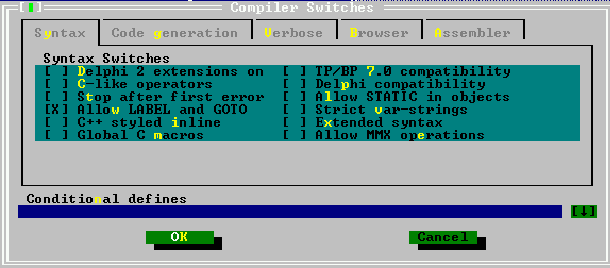 [■] Compiler Switches
Syntax Code generation Verbose Browser Assembler
Syntax Switches
[ ] Delphi 2 extensions on [ ] TP/BP 7.0 compatibility
[ ] C-like operators [ ] Delphi compatibility
[ ] Stop after first error [ ] Allow STATIC in objects
[X] Allow LABEL and GOTO [ ] Strict var-strings
[ ] C++ styled inline [ ] Extended syntax
[ ] Global C macros [ ] Allow MMX operations
Conditional defines
[↓]
OK Cancel